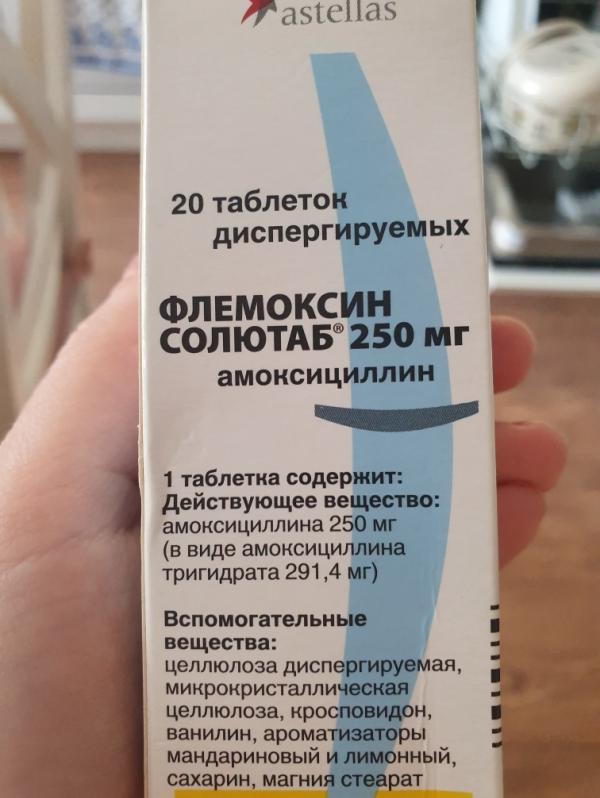 astellas
20 таблеток
диспергируемых
ФЛЕМОКСИН
СОЛЮТАБ® 250 мг
амоксициллин
1 таблетка содержит:
Действующее вещество:
амоксициллина 250 мг
(в виде амоксициллина
тригидрата 291,4 мг)
Вспомогательные
вещества:
целлюлоза диспергируемая,
микрокристаллическая
целлюлоза, кросповидон,
ванилин, ароматизаторы
мандариновый и лимонный,
сахарин, магния стеарат